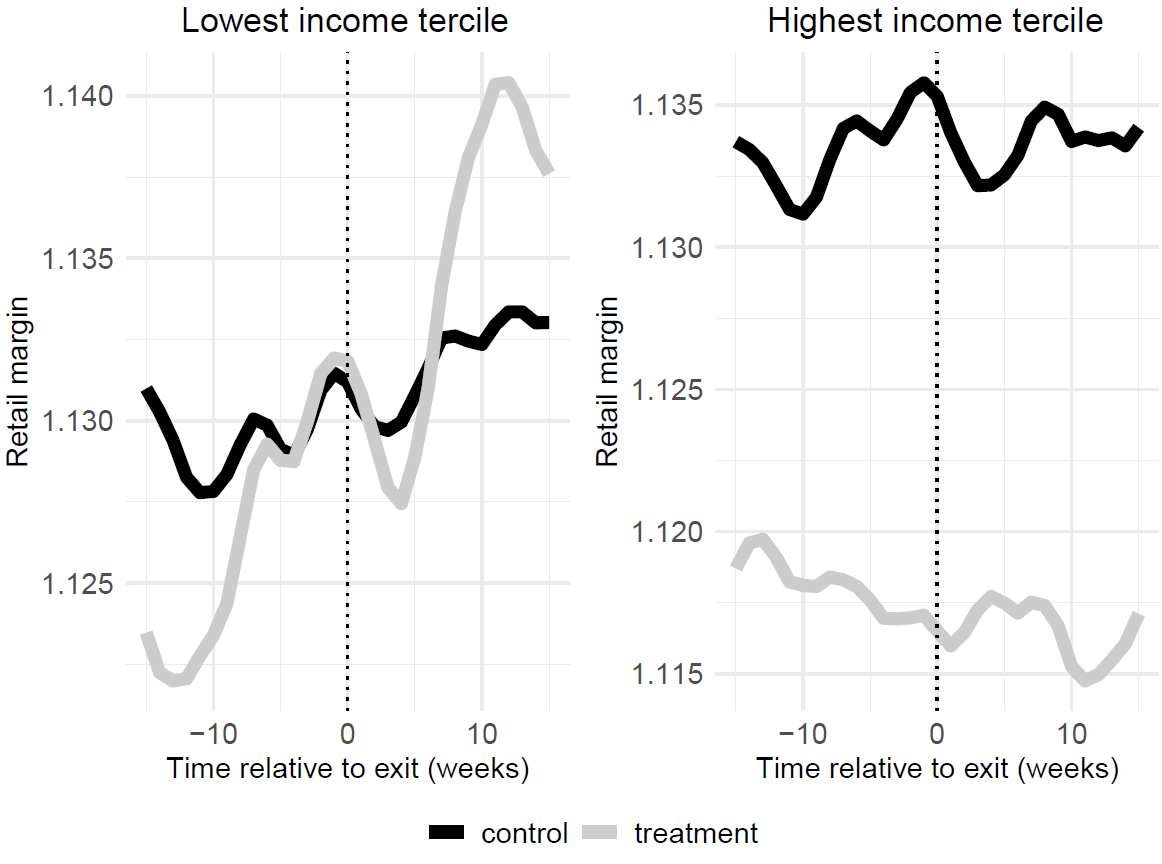 Lowest income tercile
Retail margin
1.140
1.135
1.130
1.125
−10 0 10
Time relative to exit (weeks)
Highest income tercile
Retail margin
1.135
1.130
1.125
1.120
1.115
−10 0 10
Time relative to exit (weeks)
control treatment